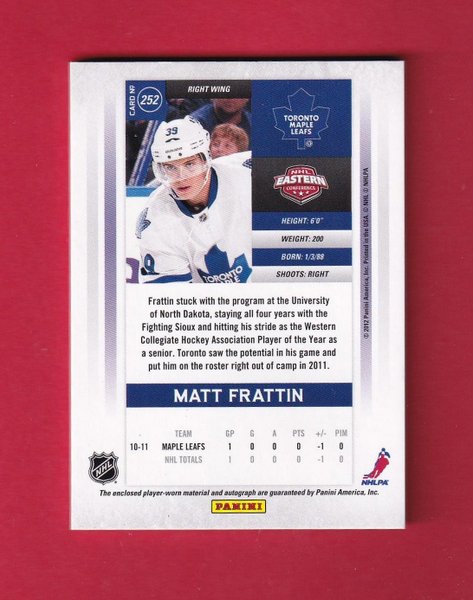 CARD Nº 252
RIGHT WING
39
39
TORONTO
TORONTO
MAPLE
LEAFS
NHL
EASTERN
CONFERENCE
HEIGHT: 6'0"
WEIGHT: 200
BORN: 1/3/88
SHOOTS: RIGHT
© 2012 Panini America, Inc. Printed in the USA. © NHL © NHLPA
Frattin stuck with the program at the University
of North Dakota, staying all four years with the
Fighting Sioux and hitting his stride as the Western
Collegiate Hockey Association Player of the Year as
a senior. Toronto saw the potential in his game and
put him on the roster right out of camp in 2011.
MATT FRATTIN
TEAM GP G A PTS +/- PIM
10-11 MAPLE LEAFS 1 0 0 0 -1 0
NHL TOTALS 1 0 0 0 -1 0
NHL
NHLPA
The enclosed player-worn material and autograph are guaranteed by Panini America, Inc.
PANINI